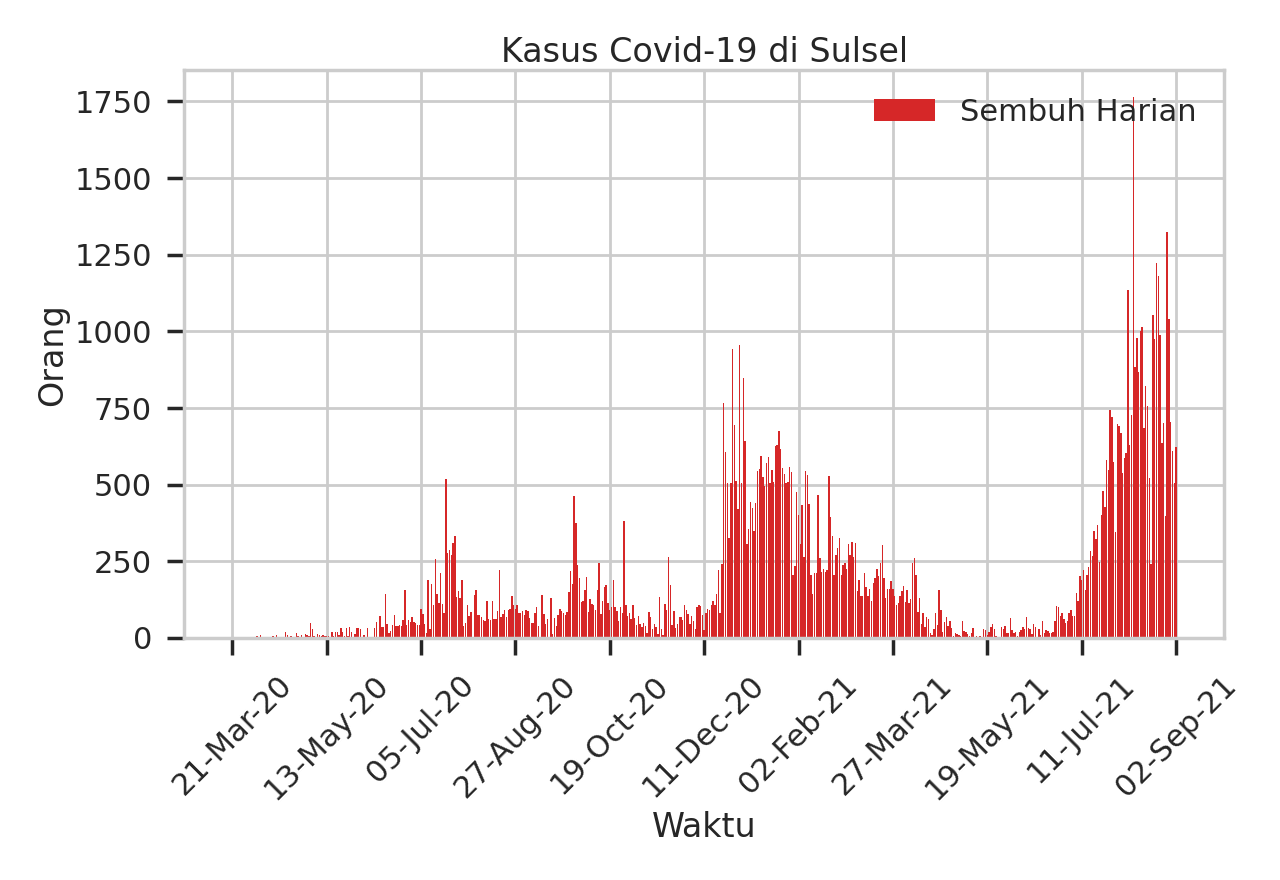 Kasus Covid-19 di Sulsel
Sembuh Harian
Orang
1750
1500
1250
1000
750
500
250
0
21-Mar-20
13-May-20
05-Jul-20
27-Aug-20
19-Oct-20
11-Dec-20
02-Feb-21
27-Mar-21
19-May-21
11-Jul-21
02-Sep-21
Waktu